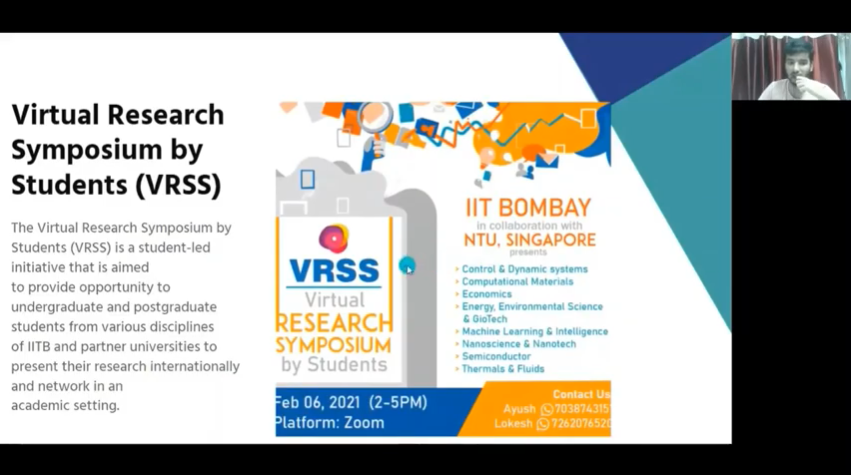 Virtual Research
Symposium by
Students (VRSS)
The Virtual Research Symposium by
Students (VRSS) is a student-led
initiative that is aimed
to provide opportunity to
undergraduate and postgraduate
students from various disciplines
of IITB and partner universities to
present their research internationally
and network in an
academic setting.
VRSS
Virtual
RESEARCH
SYMPOSIUM
by Students
IIT BOMBAY
in collaboration with
NTU, SINGAPORE
presents
Control & Dynamic systems
Computational Materials
Economics
Energy, Environmental Science
& GioTech
Machine Learning & Intelligence
Nanoscience & Nanotech
Semiconductor
Thermals & Fluids
Feb 06, 2021 (2-5PM)
Platform: Zoom
Contact Us
Ayush 703874315
Lokesh 7262076520